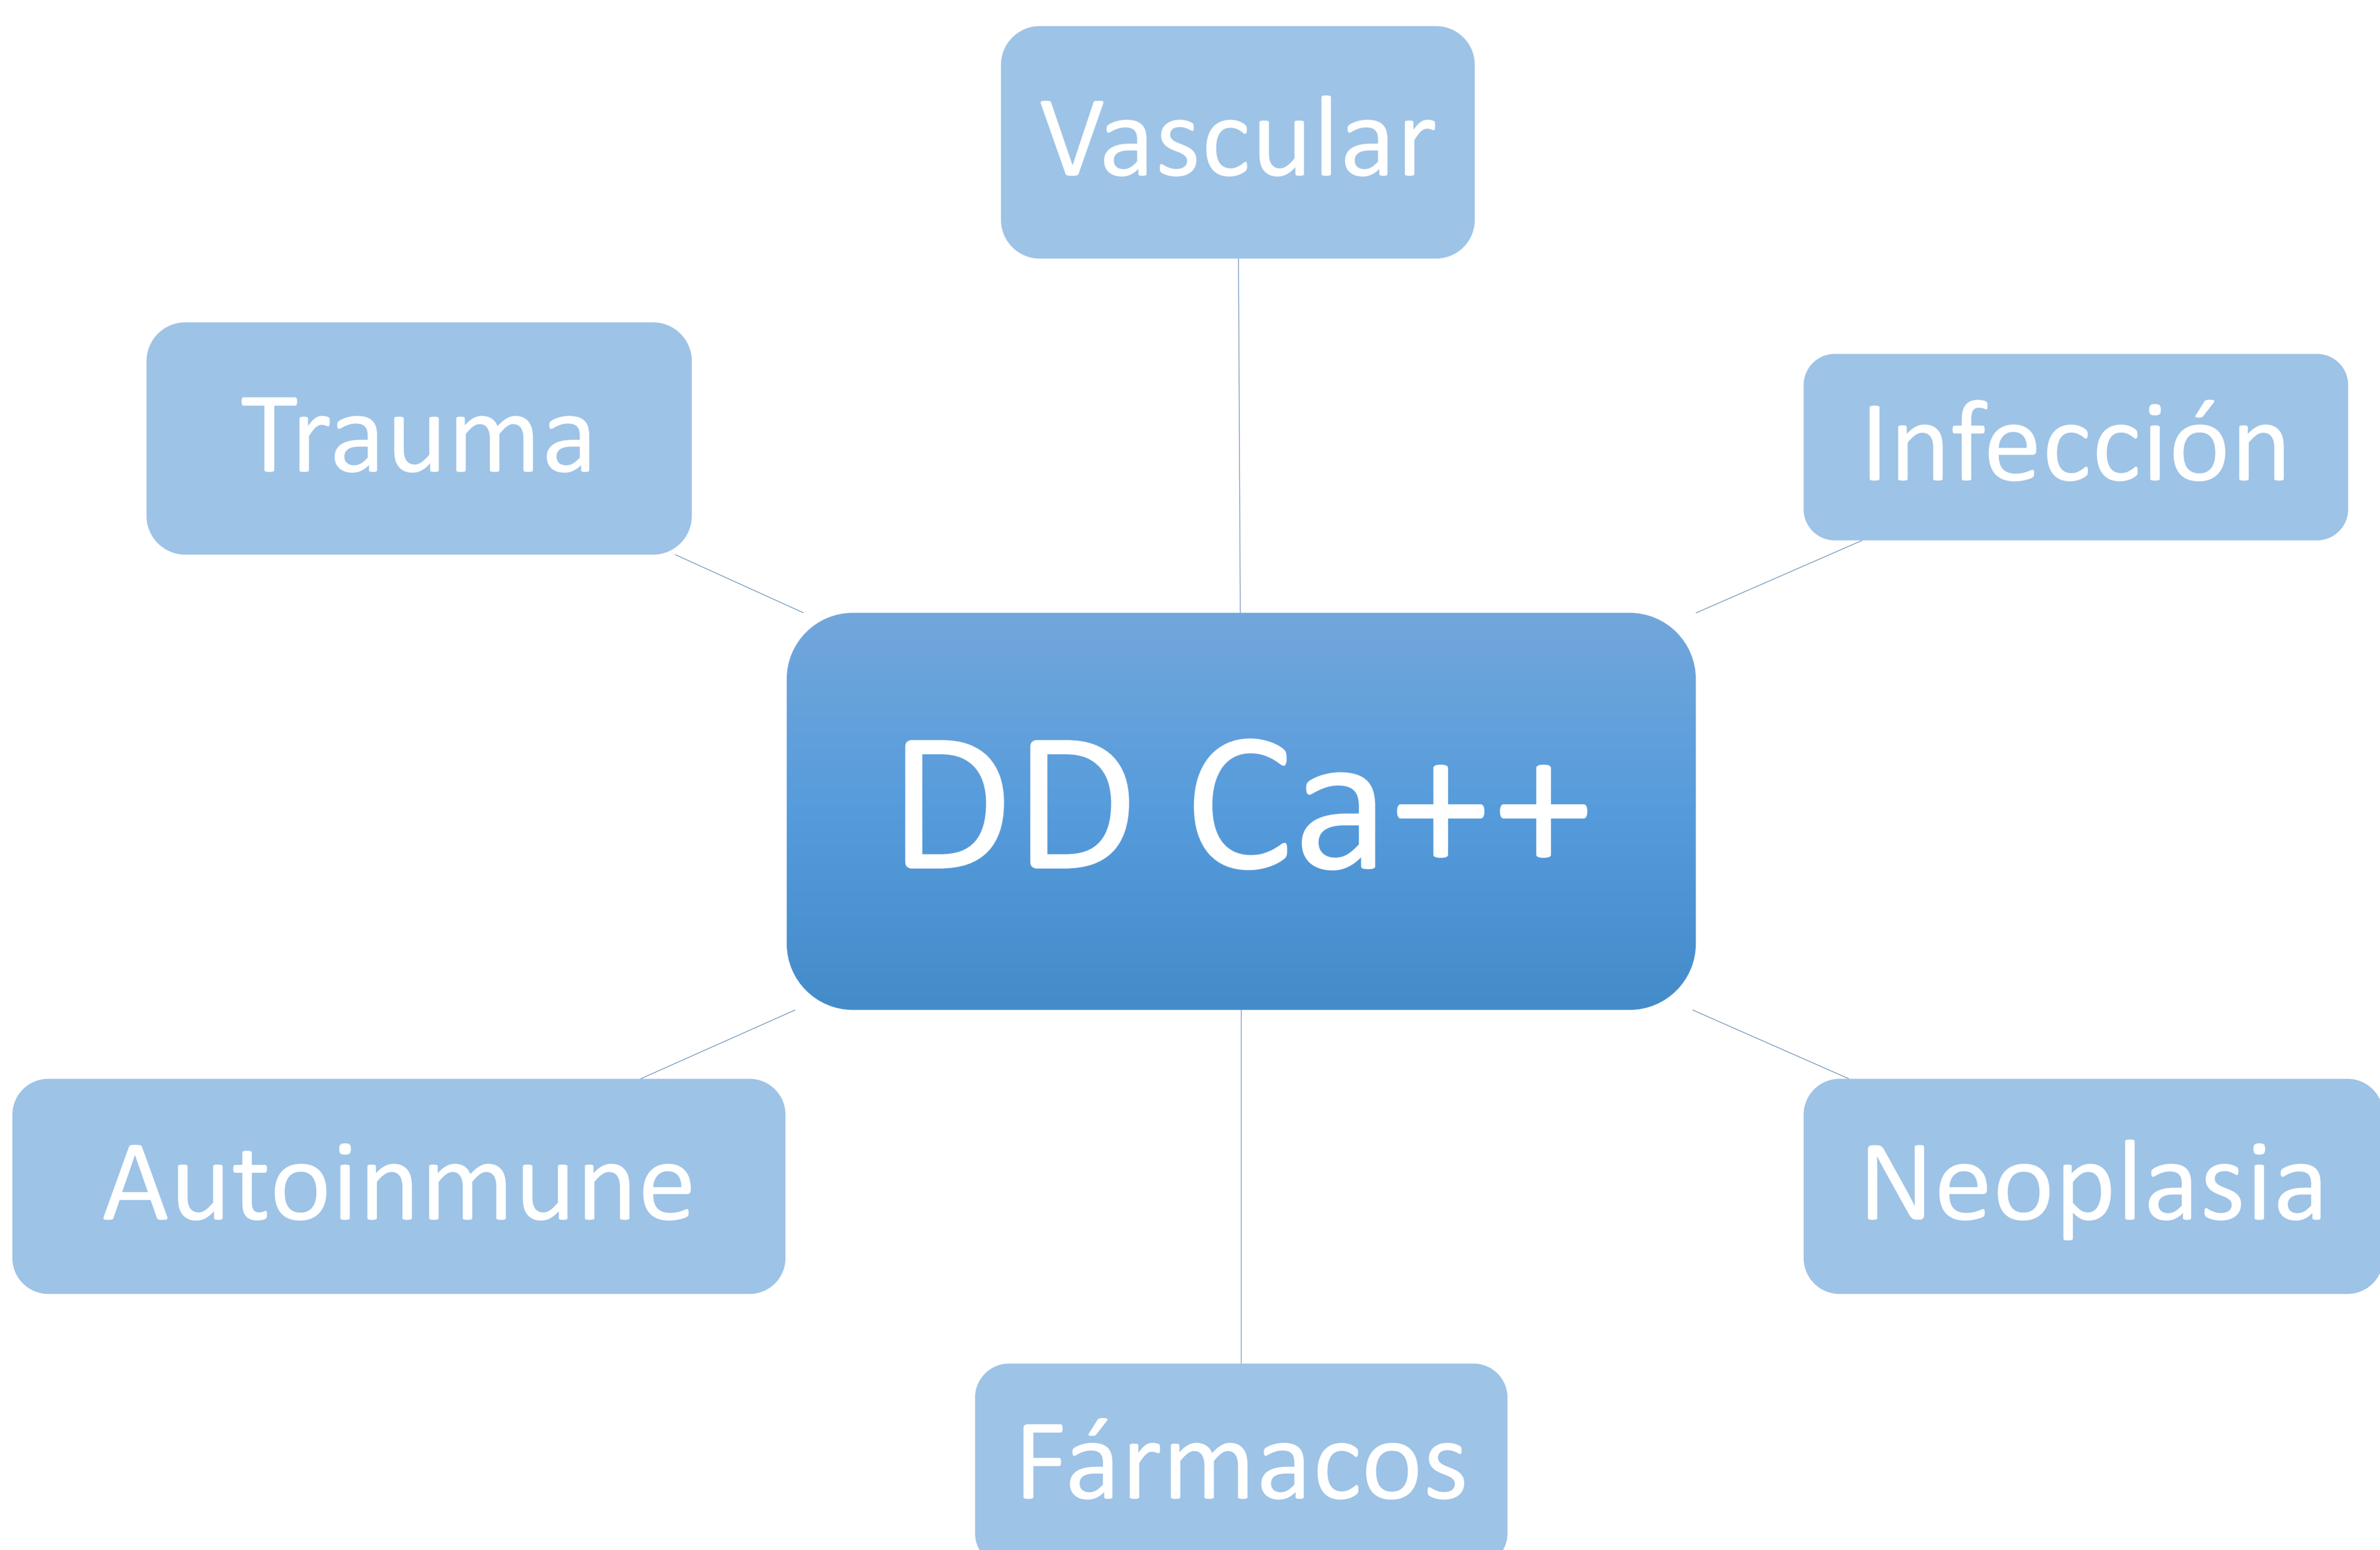 Vascular
Trauma
Infección
DD Ca++
Autoinmune
Neoplasia
Fármacos